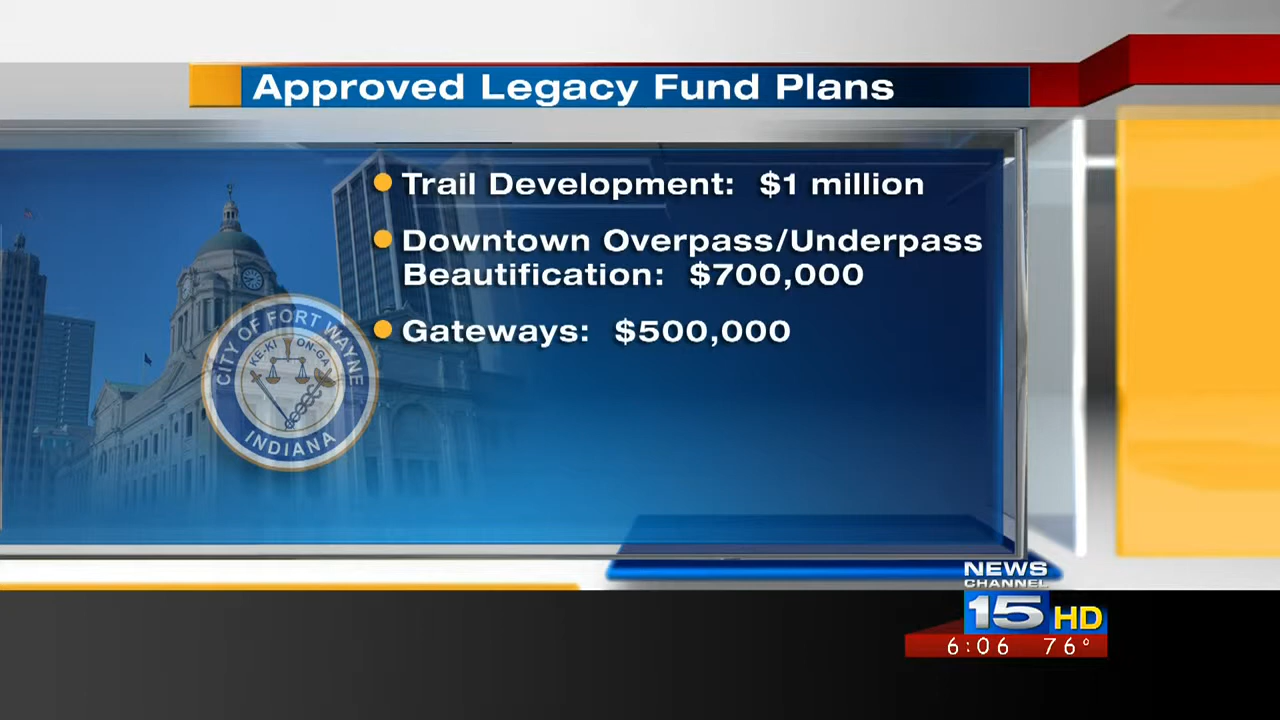 Approved Legacy Fund Plans
Trail Development: $1 million
Downtown Overpass/Underpass
Beautification: $700,000
Gateways: $500,000
CITY OF FORT WAYNE
KE-KI ON-GA
INDIANA
NEWS
CHANNEL
15 HD
6:06 76°